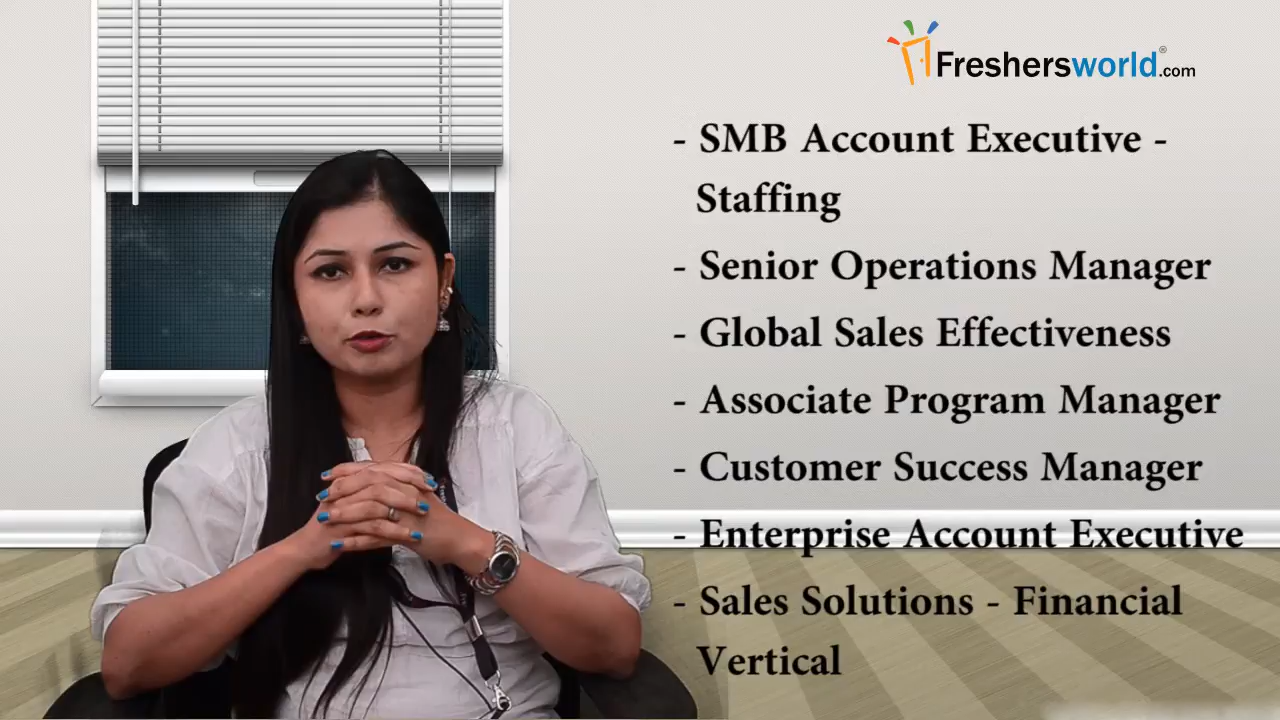 Freshersworld.com®
- SMB Account Executive -
Staffing
- Senior Operations Manager
- Global Sales Effectiveness
- Associate Program Manager
- Customer Success Manager
- Enterprise Account Executive
- Sales Solutions - Financial
Vertical